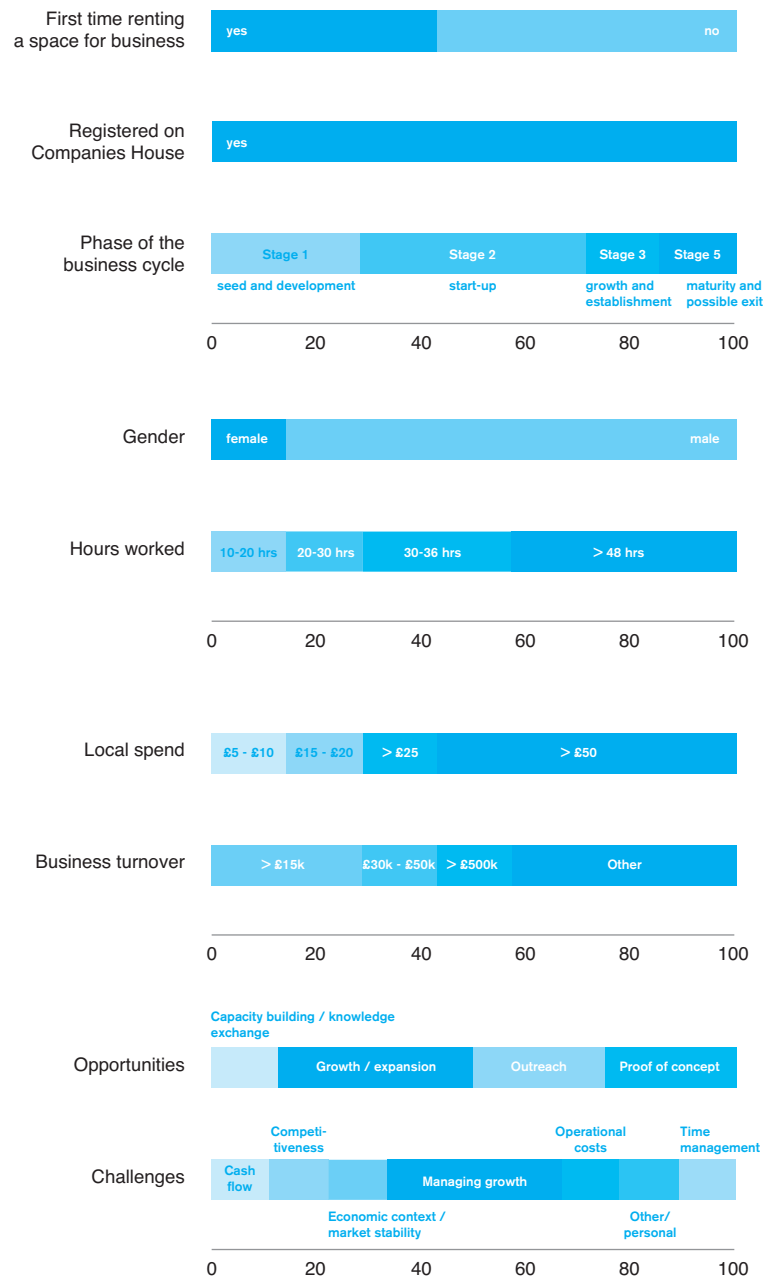 First time renting
a space for business
yes
no
Registered on
Companies House
yes
Phase of the
business cycle
Stage 1
Stage 2
Stage 3
Stage 5
seed and development
start-up
growth and
establishment
maturity and
possible exit
0 20 40 60 80 100
Gender
female
male
Hours worked
10-20 hrs
20-30 hrs
30-36 hrs
> 48 hrs
0 20 40 60 80 100
Local spend
£5 - £10
£15 - £20
> £25
> £50
Business turnover
> £15k
£30k - £50k
> £500k
Other
0 20 40 60 80 100
Capacity building / knowledge
exchange
Opportunities
Growth / expansion
Outreach
Proof of concept
Competi-
tiveness
Operational
costs
Time
management
Challenges
Cash
flow
Managing growth
Economic context /
market stability
Other/
personal
0 20 40 60 80 100